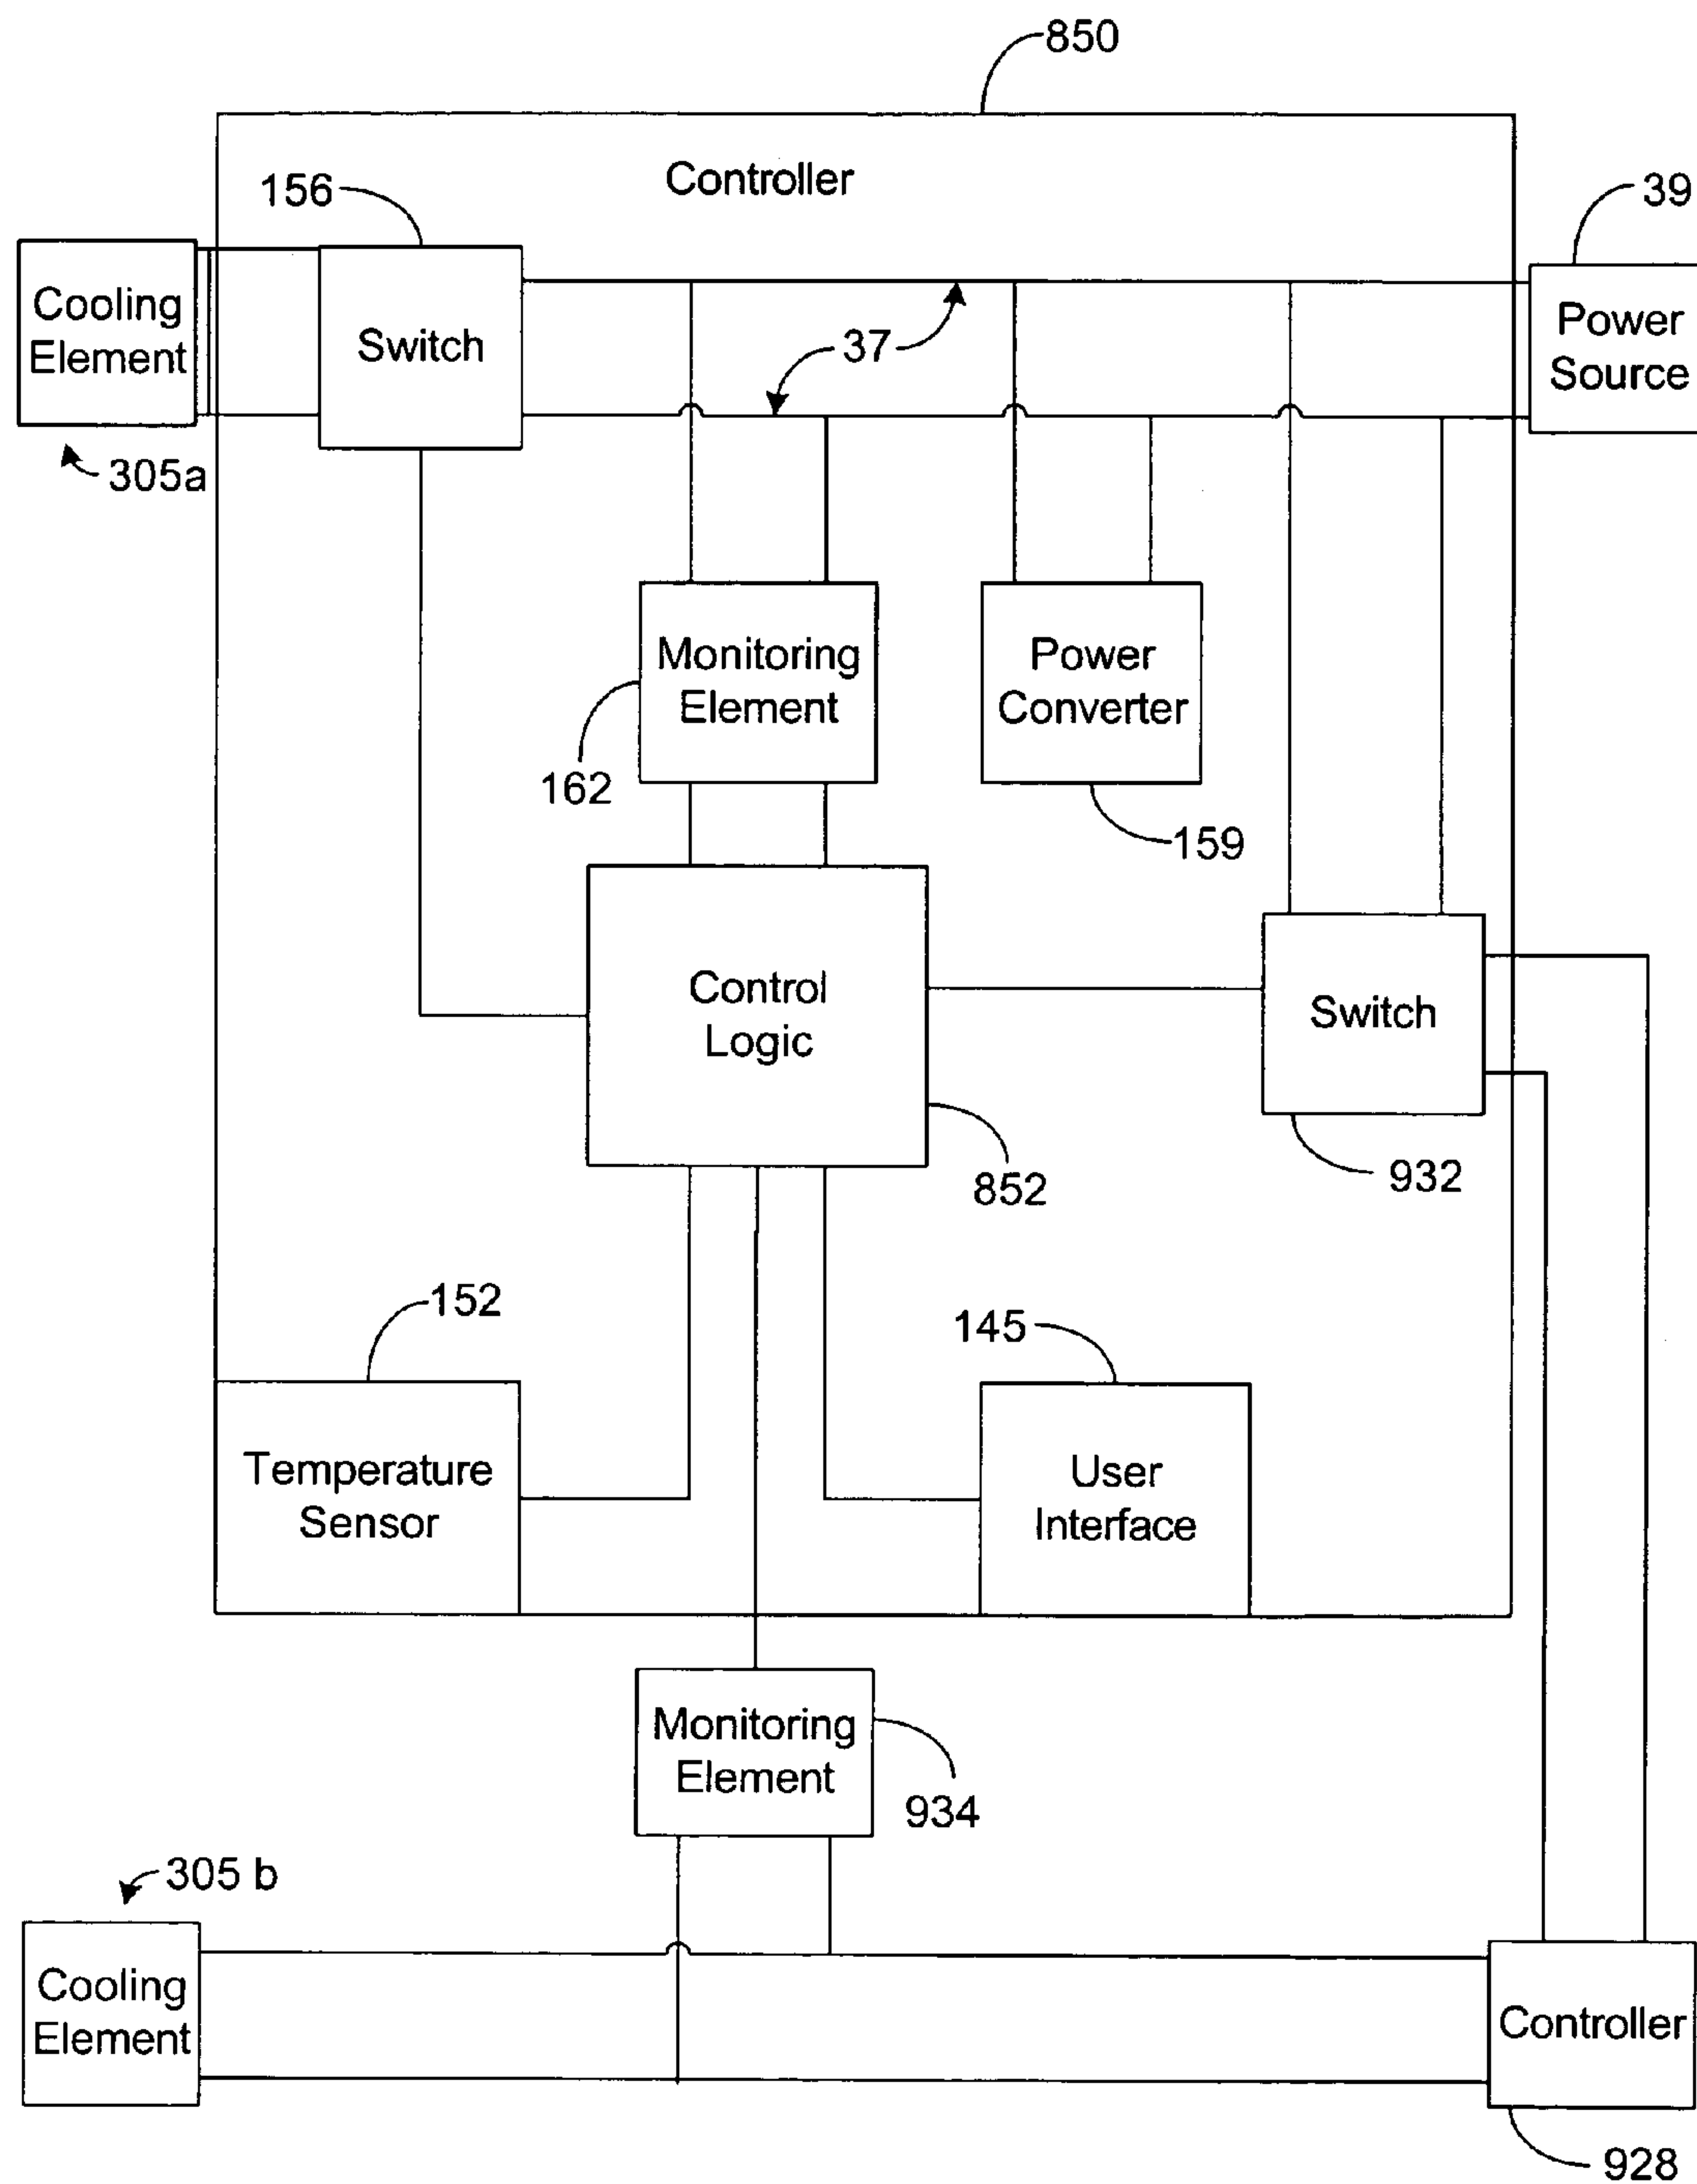 850
Controller
156
39
Cooling
Element
Switch
37
Power
Source
305a
Monitoring
Element
Power
Converter
162
159
Control
Logic
Switch
852
932
152
145
Temperature
Sensor
User
Interface
Monitoring
Element
934
305 b
Cooling
Element
Controller
928